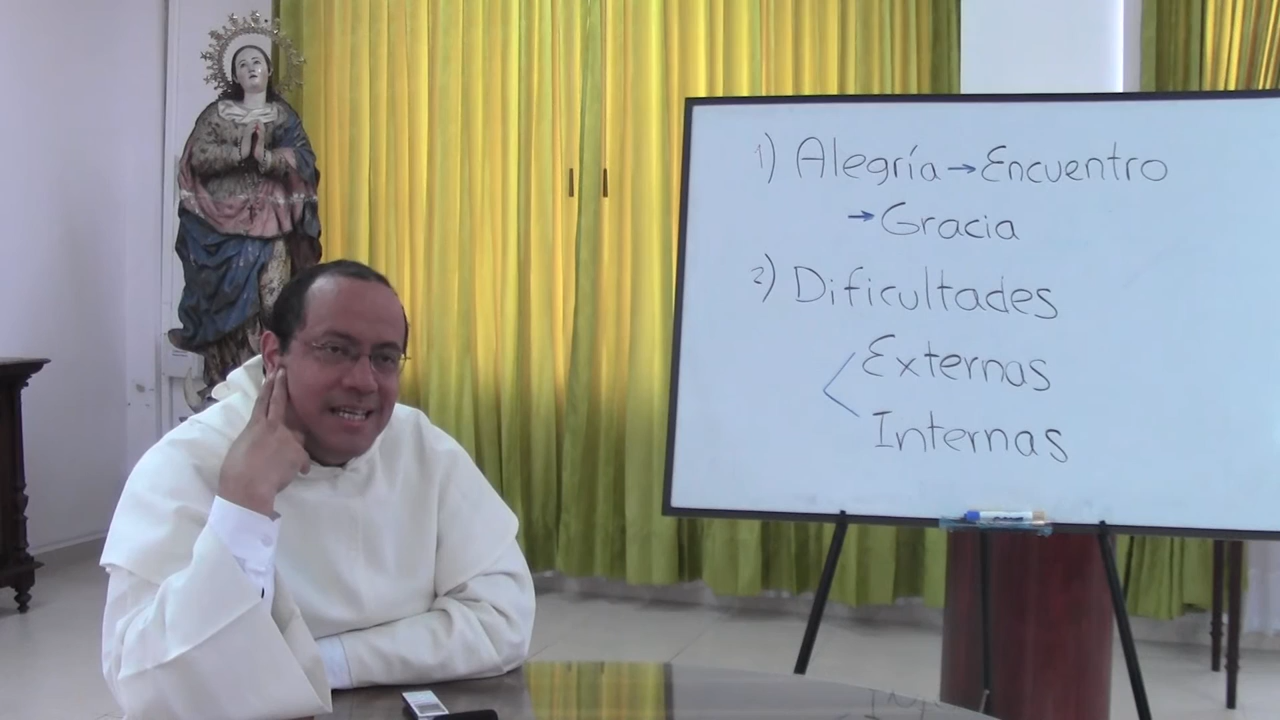 1) Alegría → Encuentro
→ Gracia
2) Dificultades
Externas
Internas